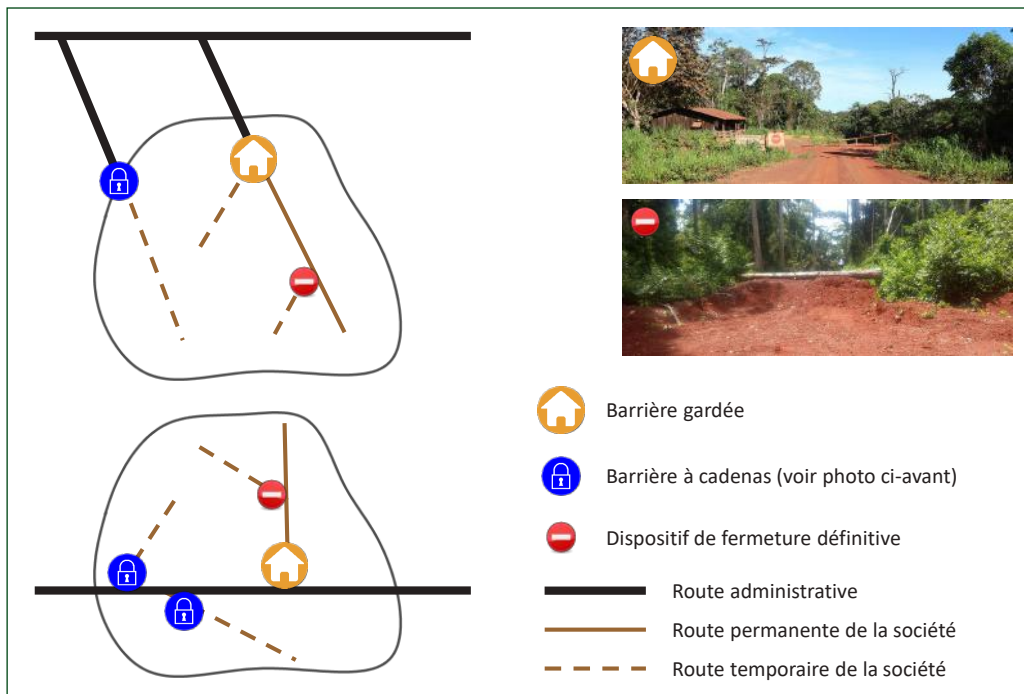 Barrière gardée
Barrière à cadenas (voir photo ci-avant)
Dispositif de fermeture définitive
Route administrative
Route permanente de la société
Route temporaire de la société